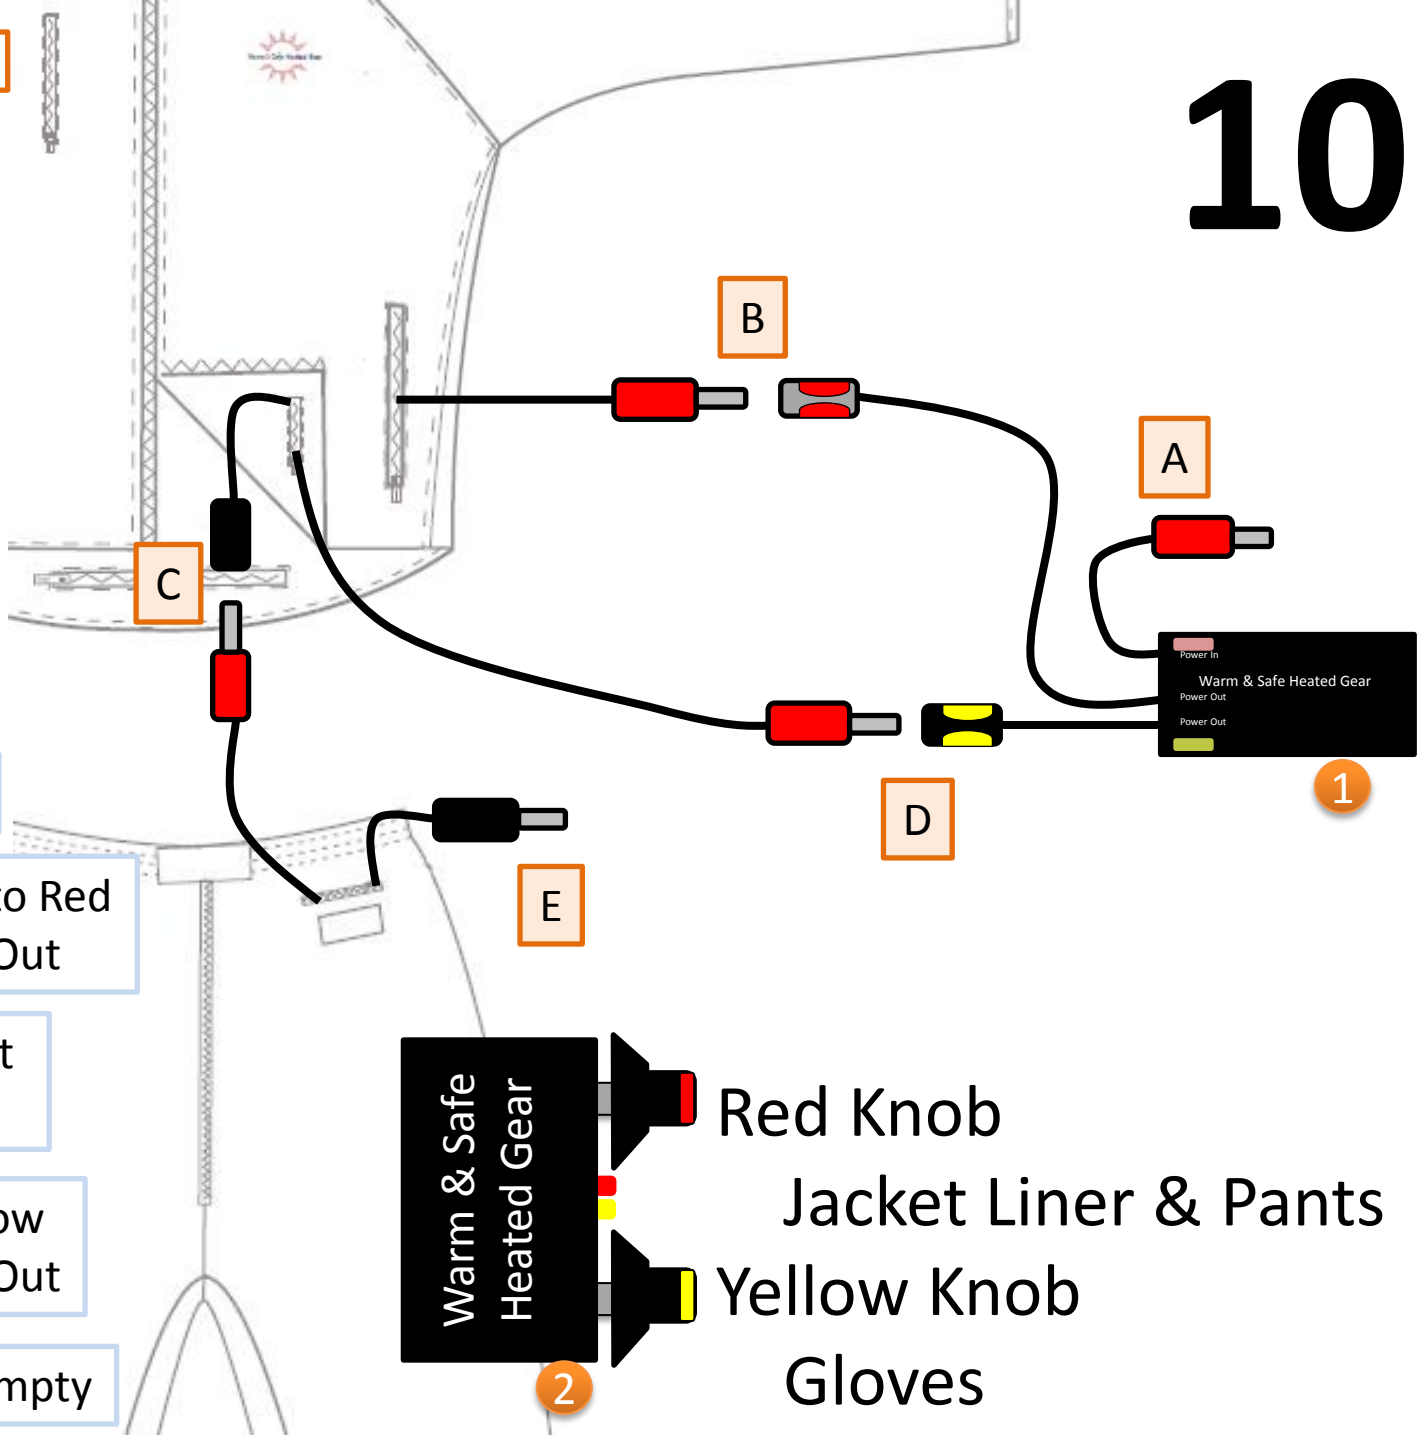 10
B
A
C
Power In
Warm & Safe Heated Gear
Power Out
Power Out
1
D
E
to Red
Out
t
ow
Out
mpty
Warm & Safe
Heated Gear
2
Red Knob
Jacket Liner & Pants
Yellow Knob
Gloves